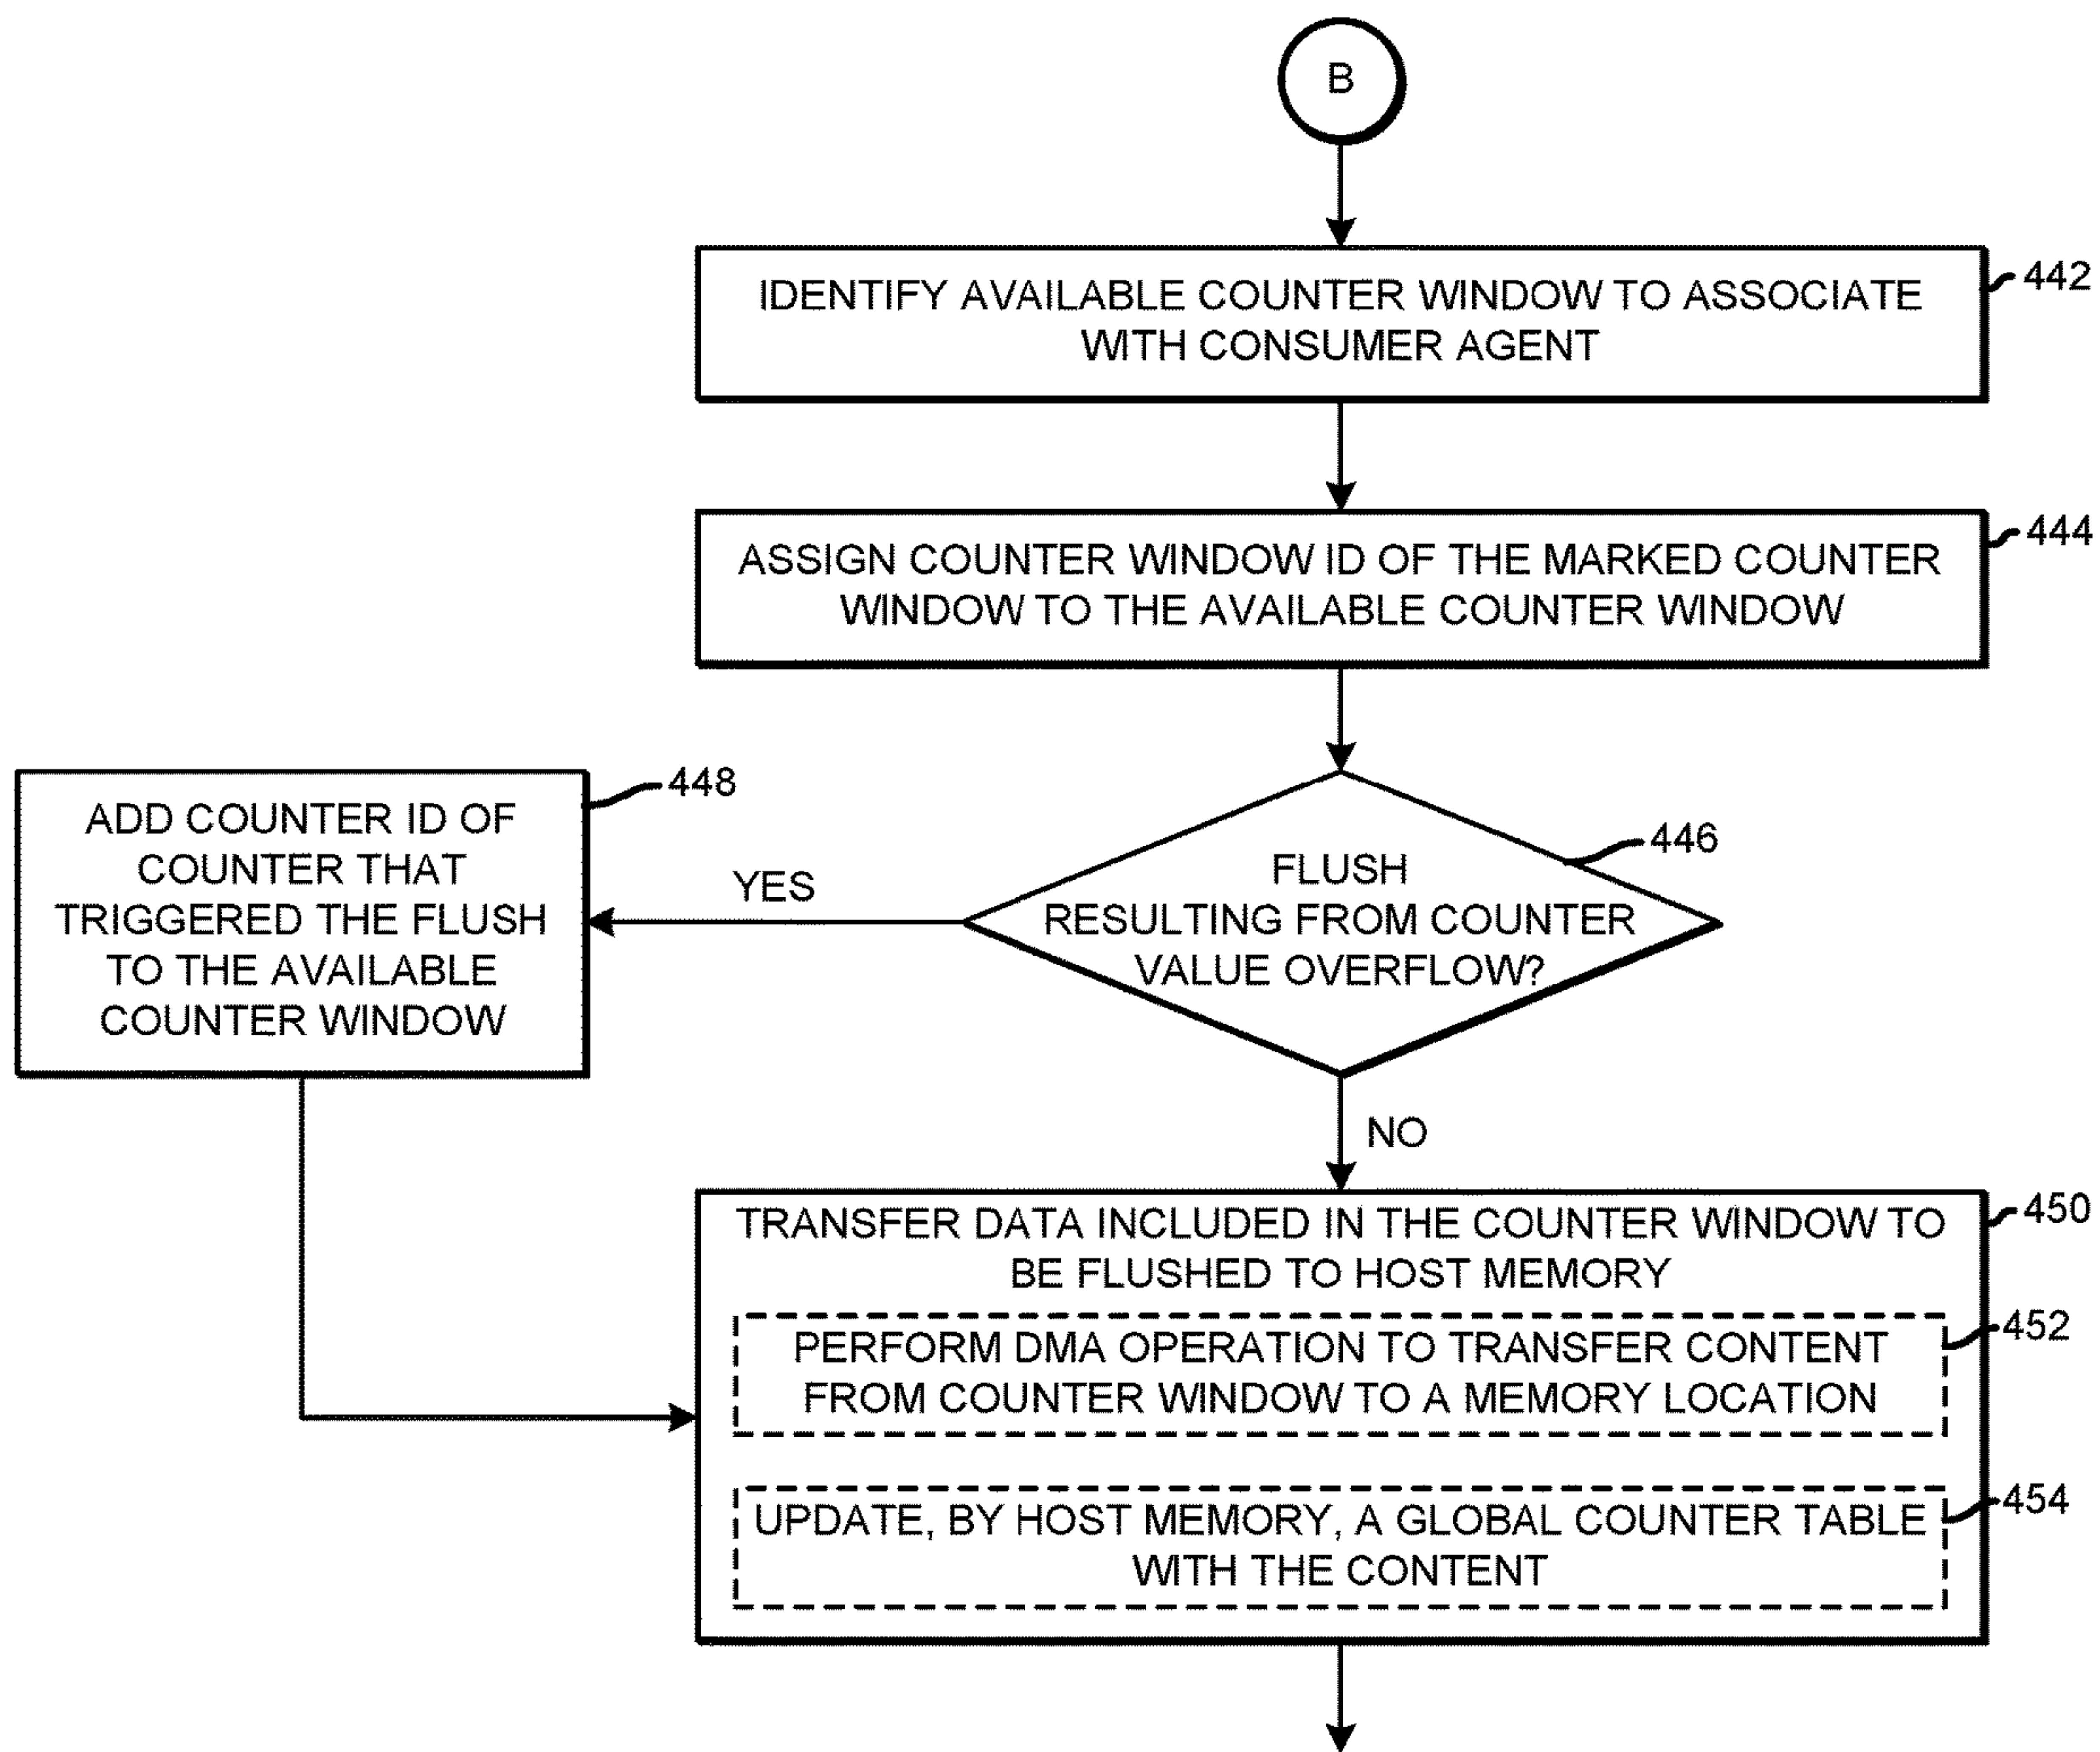 B
IDENTIFY AVAILABLE COUNTER WINDOW TO ASSOCIATE
WITH CONSUMER AGENT
442
ASSIGN COUNTER WINDOW ID OF THE MARKED COUNTER
WINDOW TO THE AVAILABLE COUNTER WINDOW
444
FLUSH
RESULTING FROM COUNTER
VALUE OVERFLOW?
446
YES
ADD COUNTER ID OF
COUNTER THAT
TRIGGERED THE FLUSH
TO THE AVAILABLE
COUNTER WINDOW
448
NO
TRANSFER DATA INCLUDED IN THE COUNTER WINDOW TO
BE FLUSHED TO HOST MEMORY
450
PERFORM DMA OPERATION TO TRANSFER CONTENT
FROM COUNTER WINDOW TO A MEMORY LOCATION
452
UPDATE, BY HOST MEMORY, A GLOBAL COUNTER TABLE
WITH THE CONTENT
454